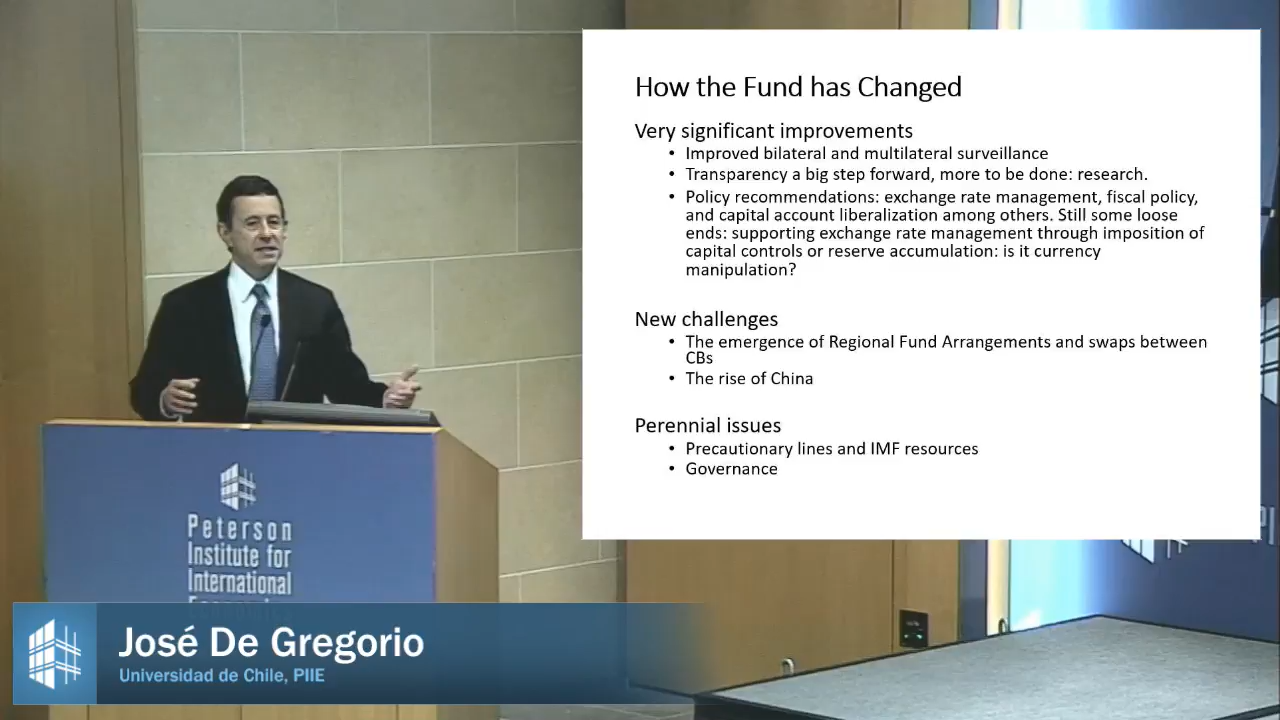 How the Fund has Changed
Very significant improvements
• Improved bilateral and multilateral surveillance
• Transparency a big step forward, more to be done: research.
• Policy recommendations: exchange rate management, fiscal policy,
and capital account liberalization among others. Still some loose
ends: supporting exchange rate management through imposition of
capital controls or reserve accumulation: is it currency
manipulation?
New challenges
• The emergence of Regional Fund Arrangements and swaps between
CBs
• The rise of China
Perennial issues
• Precautionary lines and IMF resources
• Governance
Peterson
Institute for
International
José De Gregorio
Universidad de Chile, PIIE